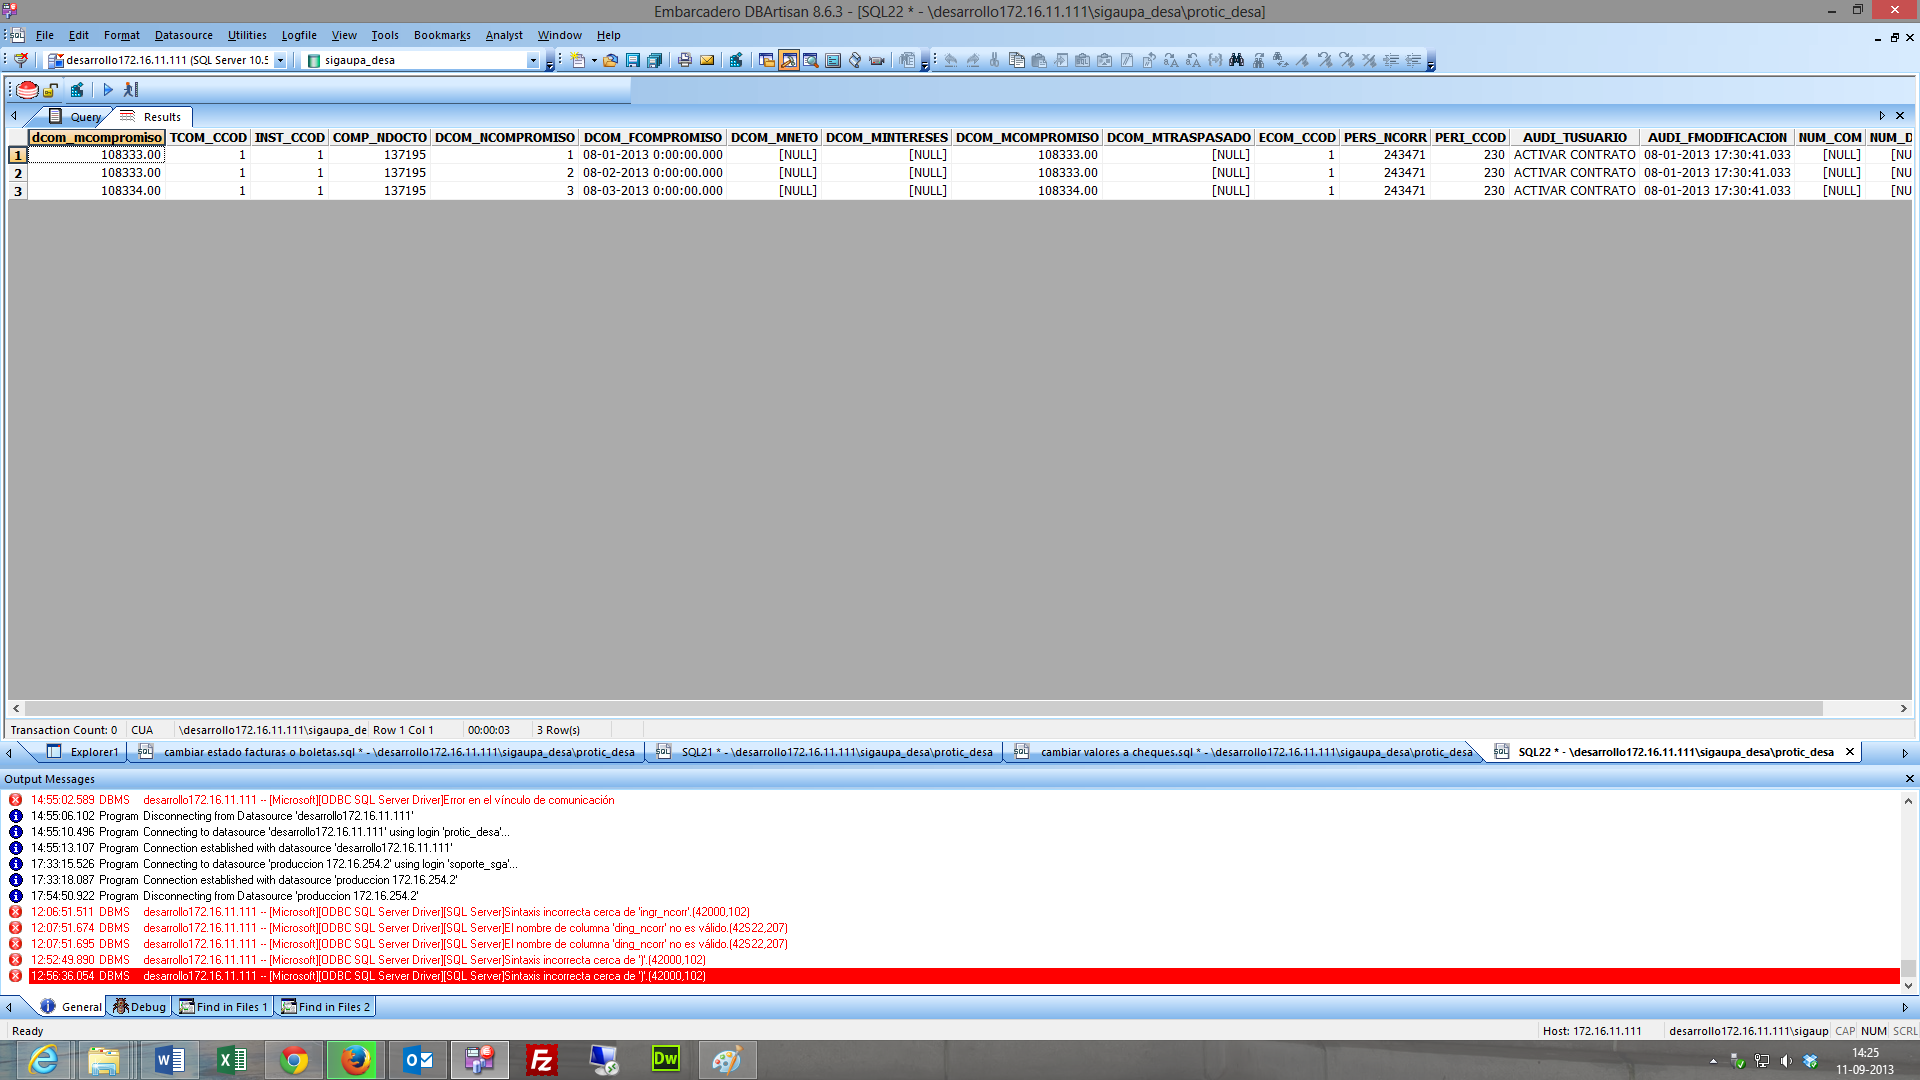 Embarcadero DBArtisan 8.6.3 - [SQL22 * - \desarrollo172.16.11.111\sigaupa_desa\protic_desa]
File Edit Format Datasource Utilities Logfile View Tools Bookmarks Analyst Window Help
desarrollo172.16.11.111 (SQL Server 10.5 sigaupa_desa
Query Results
dcom_mcompromiso TCOM_CCOD INST_CCOD COMP_NDOCTO DCOM_NCOMPROMISO DCOM_FCOMPROMISO DCOM_MNETO DCOM_MINTERESES DCOM_MCOMPROMISO DCOM_MTRASPASADO ECOM_CCOD PERS_NCORR PERI_CCOD AUDI_TUSUARIO AUDI_FMODIFICACION NUM_COM NUM_D
1 108333.00 1 1 137195 1 08-01-2013 0:00:00.000 [NULL] [NULL] 108333.00 [NULL] 1 243471 230 ACTIVAR CONTRATO 08-01-2013 17:30:41.033 [NULL] [NU
2 108333.00 1 1 137195 2 08-02-2013 0:00:00.000 [NULL] [NULL] 108333.00 [NULL] 1 243471 230 ACTIVAR CONTRATO 08-01-2013 17:30:41.033 [NULL] [NU
3 108334.00 1 1 137195 3 08-03-2013 0:00:00.000 [NULL] [NULL] 108334.00 [NULL] 1 243471 230 ACTIVAR CONTRATO 08-01-2013 17:30:41.033 [NULL] [NU
Transaction Count: 0 CUA \desarrollo172.16.11.111\sigaupa_de Row 1 Col 1 00:00:03 3 Row(s)
Explorer1 cambiar estado facturas o boletas.sql * - \desarrollo172.16.11.111\sigaupa_desa\protic_desa SQL21 * - \desarrollo172.16.11.111\sigaupa_desa\protic_desa cambiar valores a cheques.sql * - \desarrollo172.16.11.111\sigaupa_desa\protic_desa SQL22 * - \desarrollo172.16.11.111\sigaupa_desa\protic_desa
Output Messages
14:55:02.589 DBMS desarrollo172.16.11.111 -- [Microsoft][ODBC SQL Server Driver]Error en el vínculo de comunicación
14:55:06.102 Program Disconnecting from Datasource 'desarrollo172.16.11.111'
14:55:10.496 Program Connecting to datasource 'desarrollo172.16.11.111' using login 'protic_desa'...
14:55:13.107 Program Connection established with datasource 'desarrollo172.16.11.111'
17:33:15.526 Program Connecting to datasource 'produccion 172.16.254.2' using login 'soporte_sga'...
17:33:18.087 Program Connection established with datasource 'produccion 172.16.254.2'
17:54:50.922 Program Disconnecting from Datasource 'produccion 172.16.254.2'
12:06:51.511 DBMS desarrollo172.16.11.111 -- [Microsoft][ODBC SQL Server Driver][SQL Server]Sintaxis incorrecta cerca de 'ingr_ncorr'.(42000,102)
12:07:51.674 DBMS desarrollo172.16.11.111 -- [Microsoft][ODBC SQL Server Driver][SQL Server]El nombre de columna 'ding_ncorr' no es válido.(42S22,207)
12:07:51.695 DBMS desarrollo172.16.11.111 -- [Microsoft][ODBC SQL Server Driver][SQL Server]El nombre de columna 'ding_ncorr' no es válido.(42S22,207)
12:52:49.890 DBMS desarrollo172.16.11.111 -- [Microsoft][ODBC SQL Server Driver][SQL Server]Sintaxis incorrecta cerca de ')'.(42000,102)
12:56:36.054 DBMS desarrollo172.16.11.111 -- [Microsoft][ODBC SQL Server Driver][SQL Server]Sintaxis incorrecta cerca de ')'.(42000,102)
General Debug Find in Files 1 Find in Files 2
Ready Host: 172.16.11.111 desarrollo172.16.11.111\sigaup CAP NUM SCRL
14:25
11-09-2013